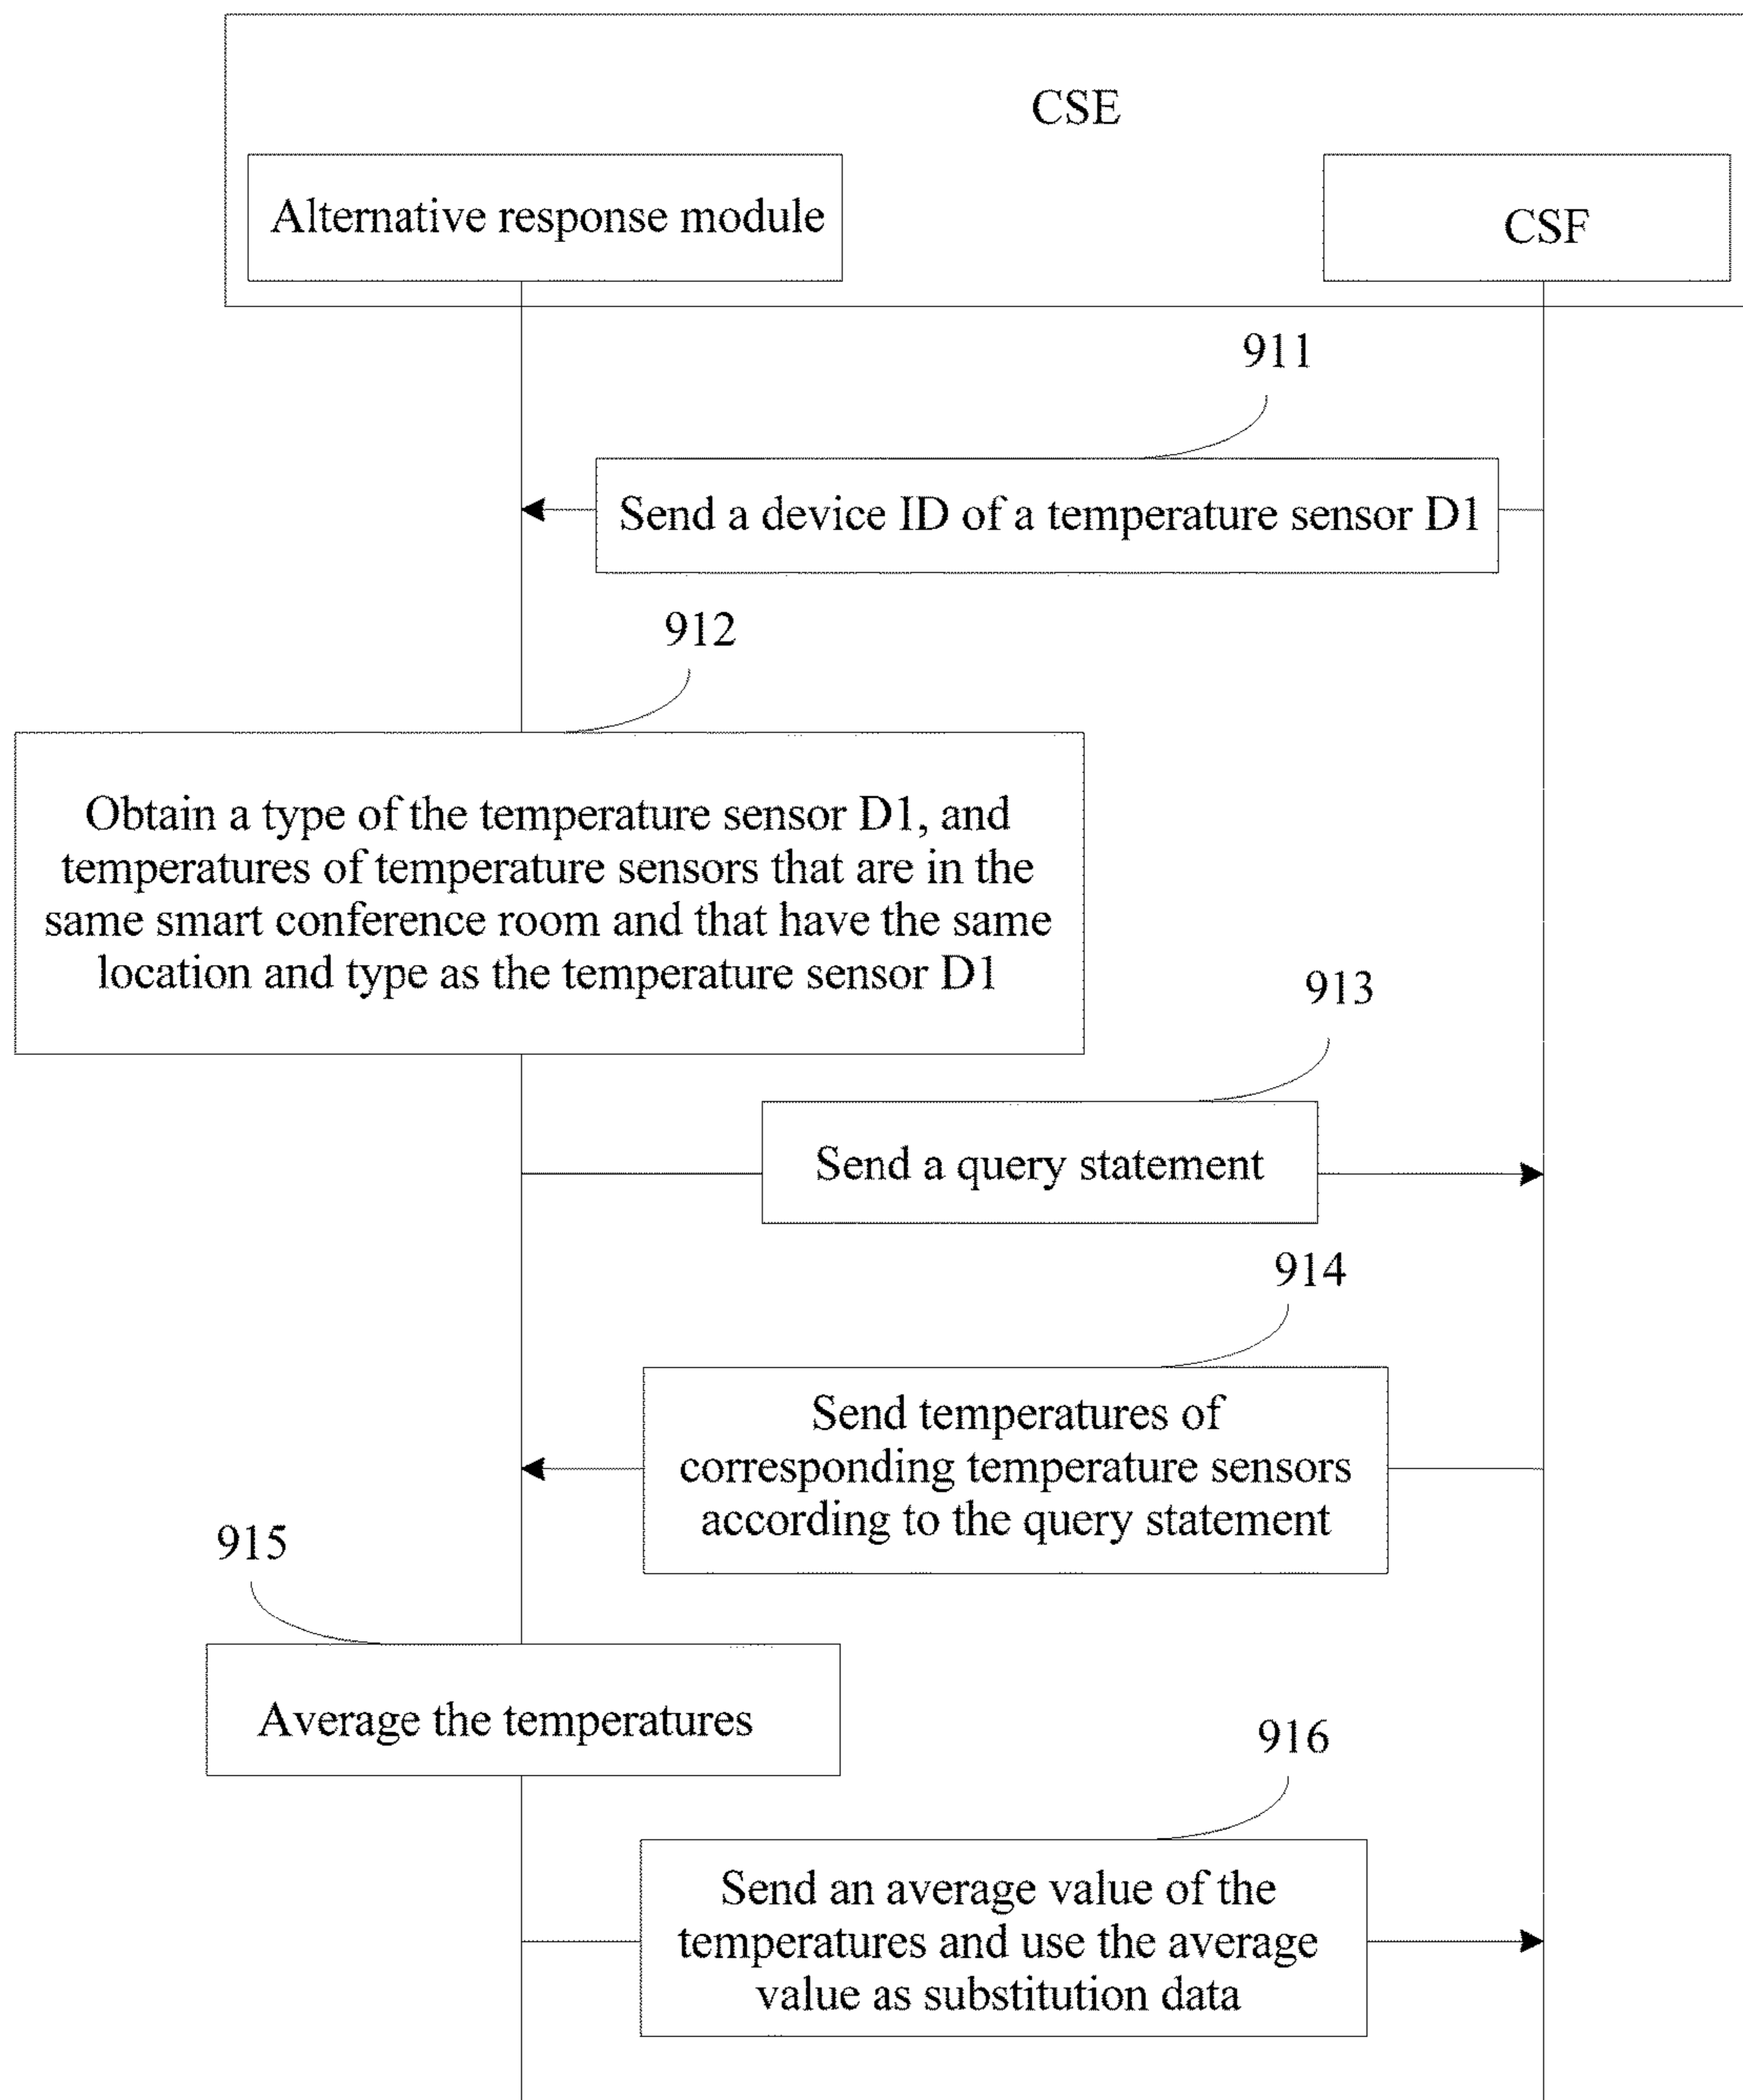 CSE
Alternative response module
CSF
911
Send a device ID of a temperature sensor D1
912
Obtain a type of the temperature sensor D1, and
temperatures of temperature sensors that are in the
same smart conference room and that have the same
location and type as the temperature sensor D1
913
Send a query statement
914
Send temperatures of
corresponding temperature sensors
according to the query statement
915
Average the temperatures
916
Send an average value of the
temperatures and use the average
value as substitution data